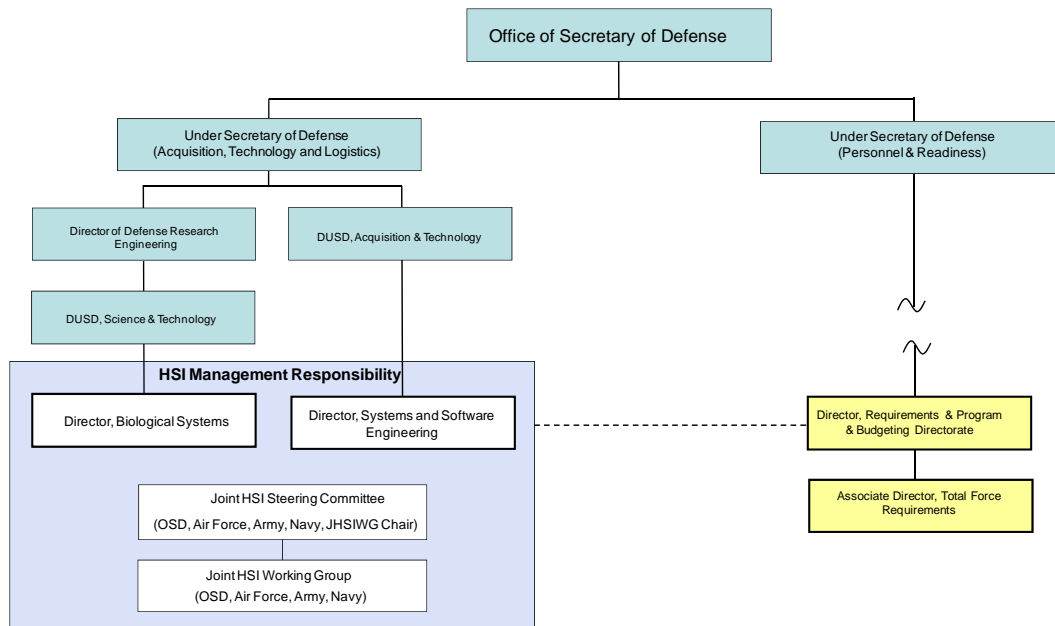 Office of Secretary of Defense
Under Secretary of Defense
(Acquisition, Technology and Logistics)
Under Secretary of Defense
(Personnel & Readiness)
Director of Defense Research
Engineering
DUSD, Acquisition & Technology
DUSD, Science & Technology
HSI Management Responsibility
Director, Biological Systems
Director, Systems and Software
Engineering
Director, Requirements & Program
& Budgeting Directorate
Associate Director, Total Force
Requirements
Joint HSI Steering Committee
(OSD, Air Force, Army, Navy, JHSIWG Chair)
Joint HSI Working Group
(OSD, Air Force, Army, Navy)